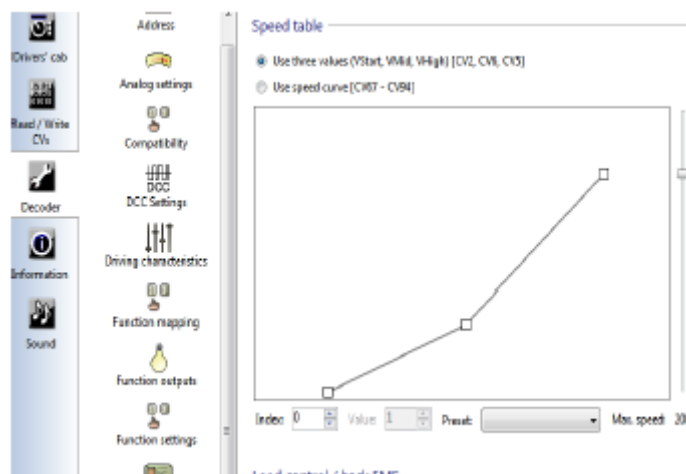 Drivers' cab
Read / Write
CVs
Decoder
Information
Sound
Address
Analog settings
Compatibility
DCC
DCC Settings
Driving characteristics
Function mapping
Function outputs
Function settings
Speed table
Use three values (VStart, VMid, VHigh) [CV2, CV6, CV5]
Use speed curve [CV67 - CV94]
Index: 0 Value: 1 Preset: Max. speed: 20